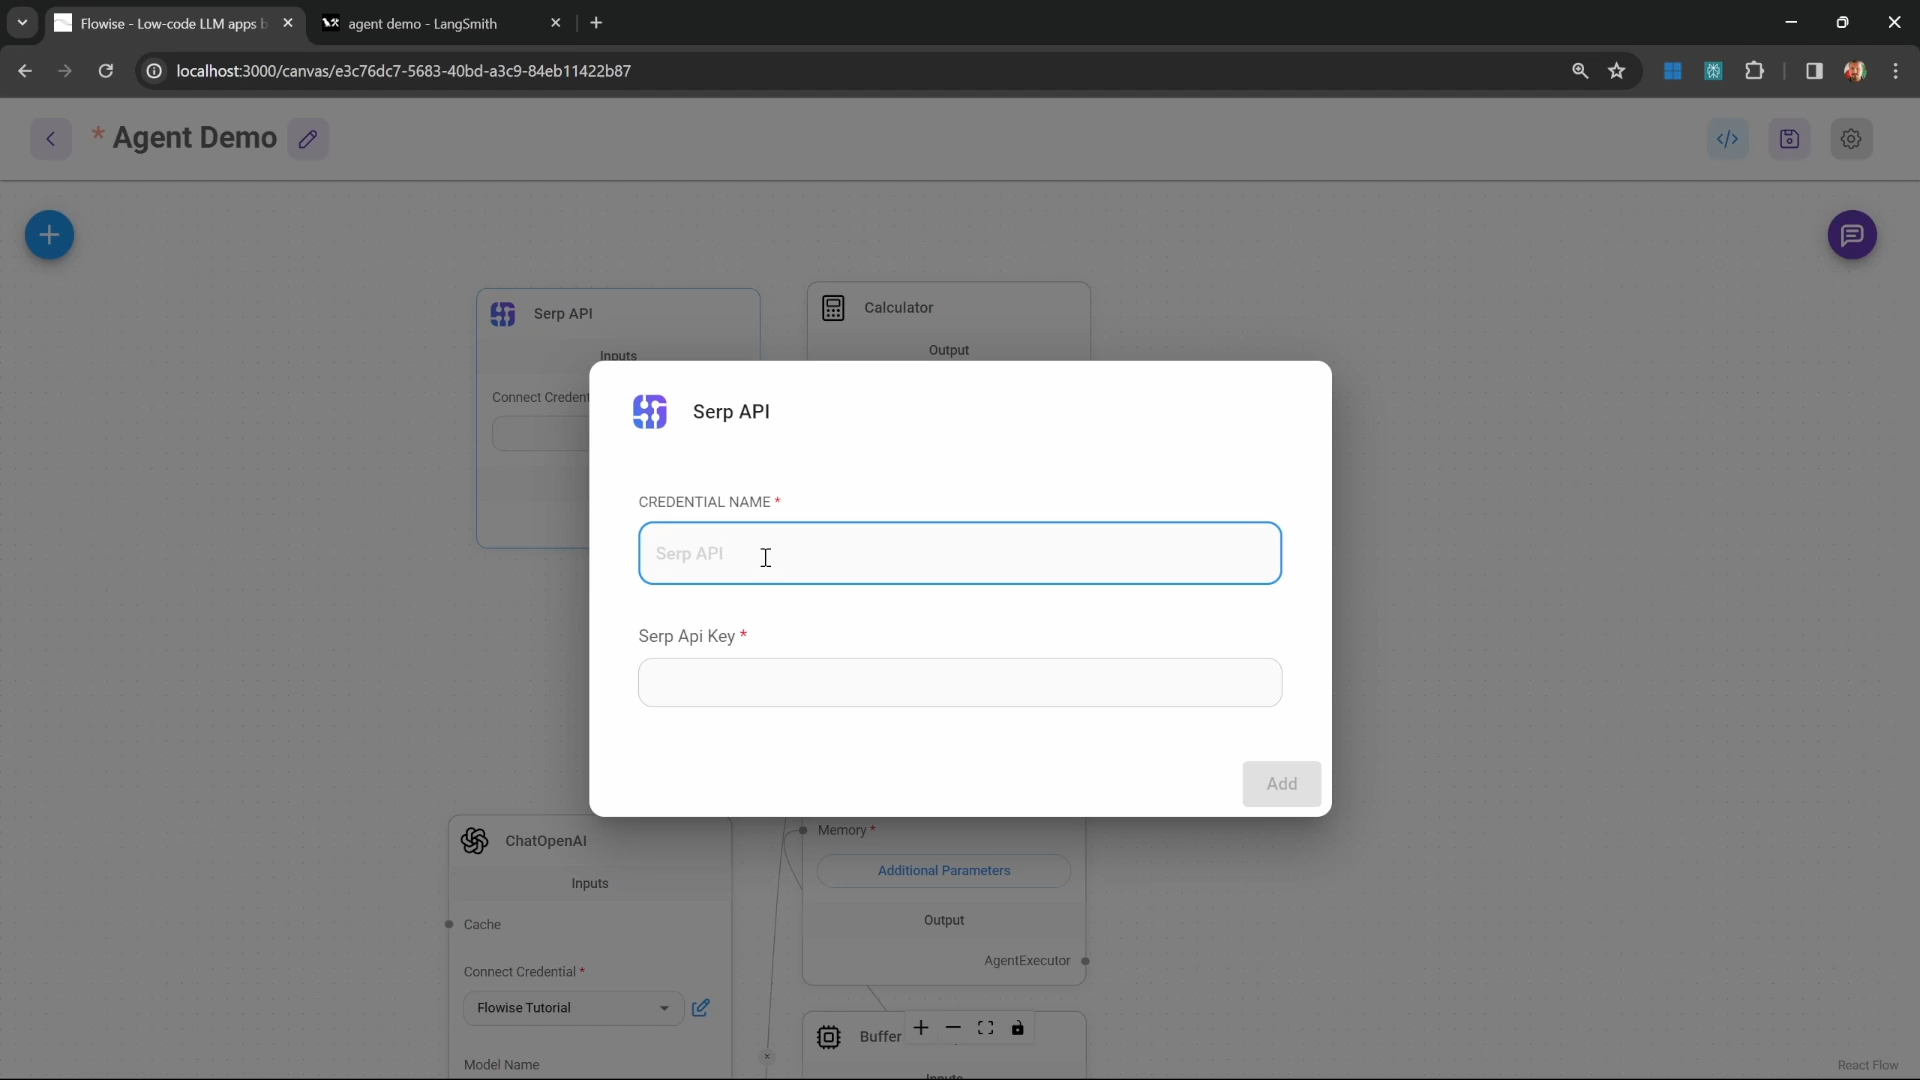 Flowise - Low-code LLM apps b
agent demo - LangSmith
localhost:3000/canvas/e3c76dc7-5683-40bd-a3c9-84eb11422b87
* Agent Demo
Serp API
Inputs
Connect Credent
Calculator
Output
Serp API
CREDENTIAL NAME *
Serp API
Serp Api Key *
Add
ChatOpenAI
Inputs
Cache
Connect Credential *
Flowise Tutorial
Model Name
Memory *
Additional Parameters
Output
AgentExecutor
Buffer
Inputs
React Flow